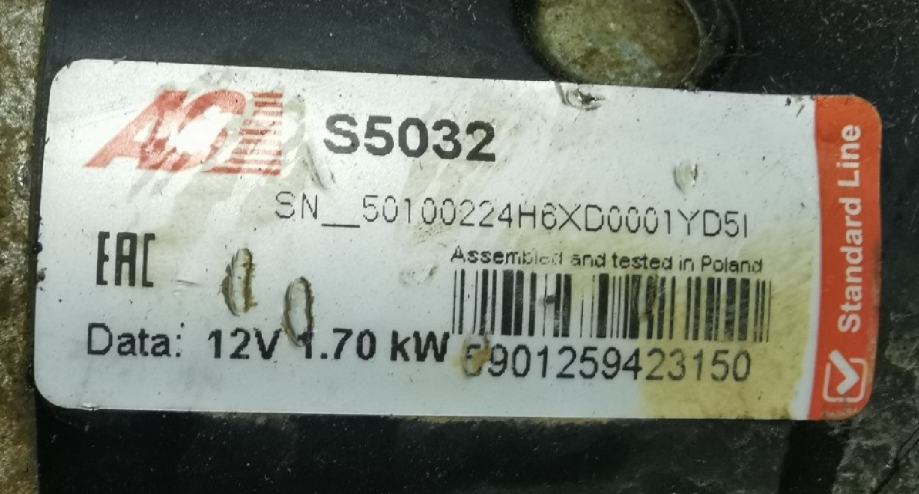 S5032
SN__50100224H6XD0001YD5I
EAC
Assembled and tested in Poland
Data: 12V 1.70 kW
5901259423150
Standard Line